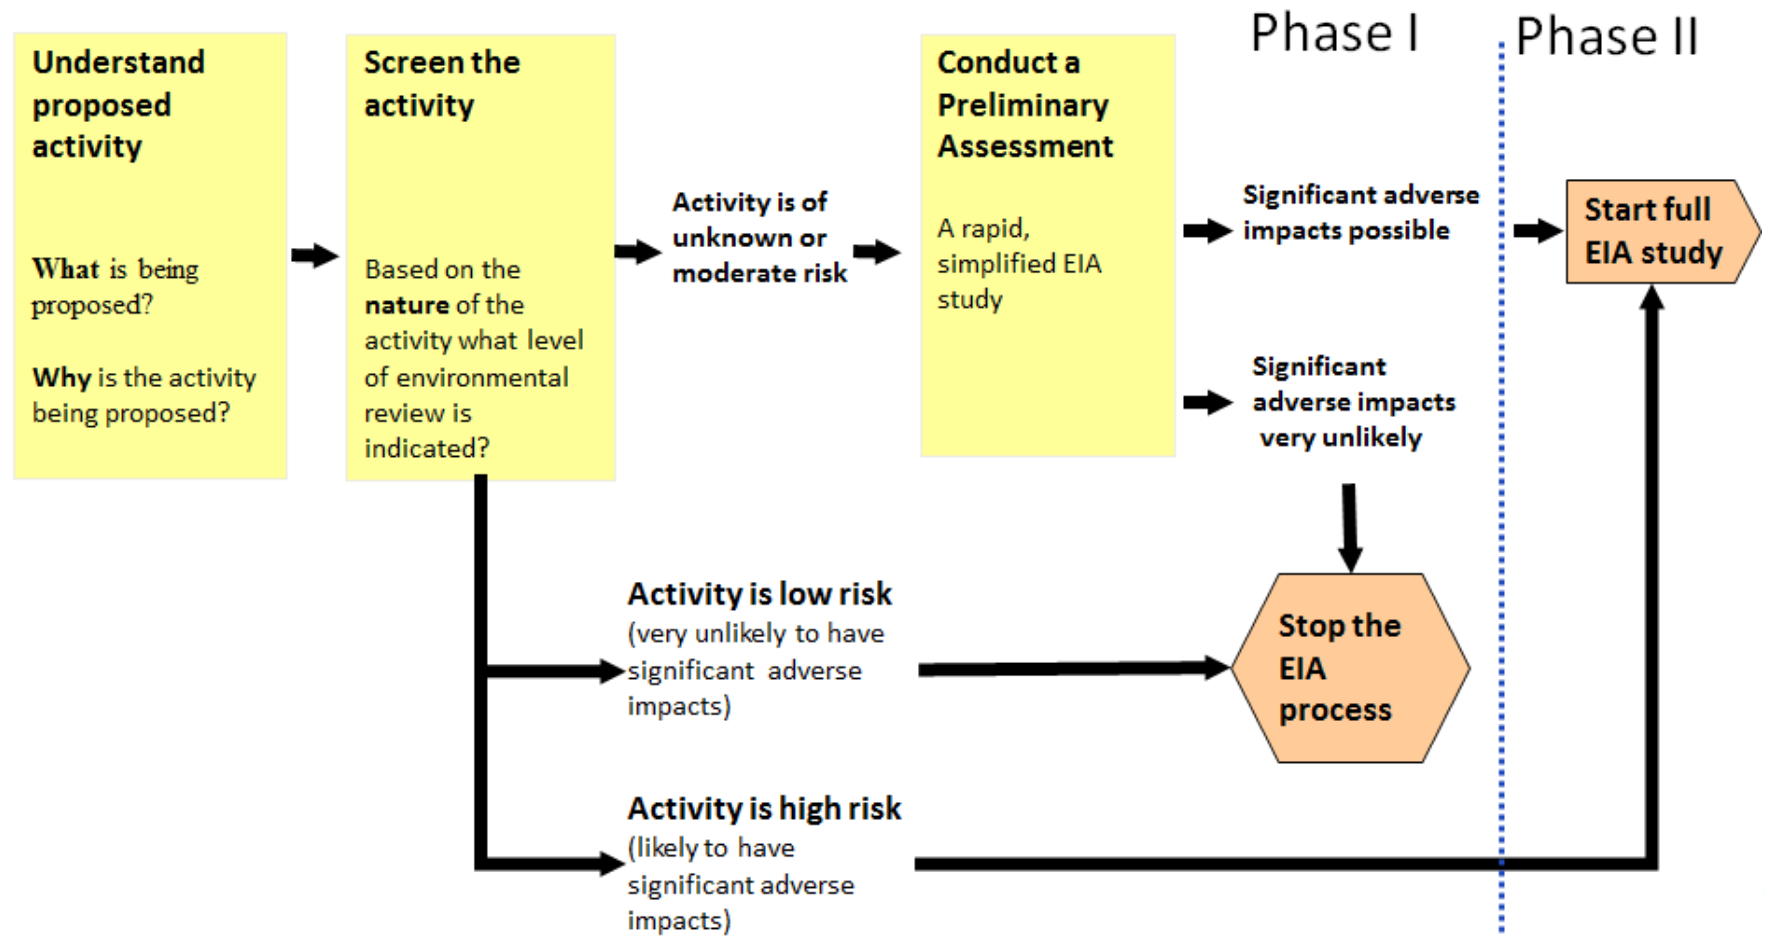 Phase I
Phase II
Understand
proposed
activity
What is being
proposed?
Why is the activity
being proposed?
Screen the
activity
Based on the
nature of the
activity what level
of environmental
review is
indicated?
Activity is of
unknown or
moderate risk
Conduct a
Preliminary
Assessment
A rapid,
simplified EIA
study
Significant adverse
impacts possible
Start full
EIA study
Significant
adverse impacts
very unlikely
Activity is low risk
(very unlikely to have
significant adverse
impacts)
Stop the
EIA
process
Activity is high risk
(likely to have
significant adverse
impacts)